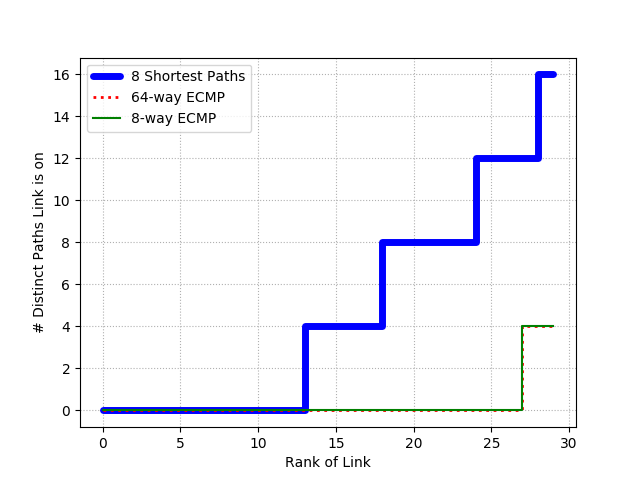 # Distinct Paths Link is on
16
14
12
10
8
6
4
2
0
8 Shortest Paths
64-way ECMP
8-way ECMP
0 5 10 15 20 25 30
Rank of Link